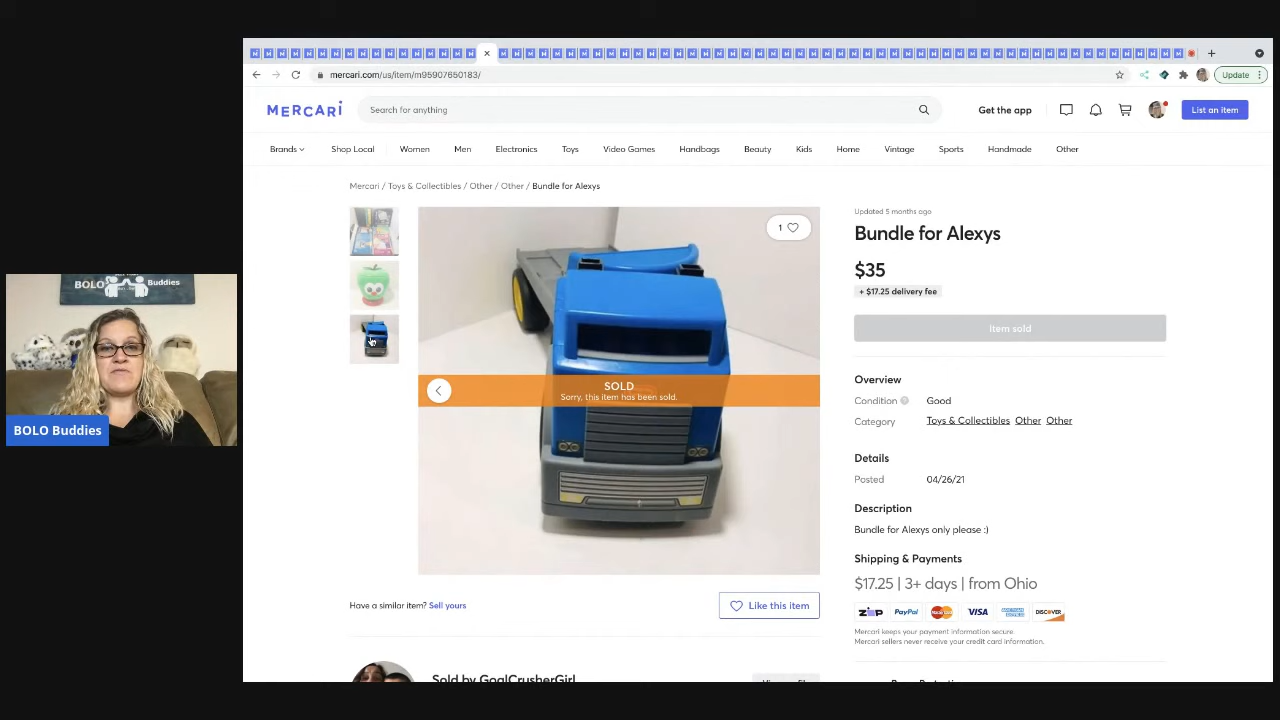 mercari.com/us/item/m95907650183/
Update
MERCARI
Search for anything
Get the app
List an item
Brands
Shop Local
Women
Men
Electronics
Toys
Video Games
Handbags
Beauty
Kids
Home
Vintage
Sports
Handmade
Other
Mercari / Toys & Collectibles / Other / Other / Bundle for Alexys
1
SOLD
Sorry, this item has been sold.
Updated 5 months ago
Bundle for Alexys
$35
+ $17.25 delivery fee
Item sold
Overview
Condition Good
Category Toys & Collectibles Other Other
Details
Posted 04/26/21
Description
Bundle for Alexys only please :)
Shipping & Payments
$17.25 | 3+ days | from Ohio
ZIP PayPal VISA DISCOVER
Mercari keeps your payment information secure.
Mercari sellers never receive your credit card information.
Have a similar item? Sell yours
Like this item
Sold by GoalCrusherGirl
BOLO Buddies
BOLO Buddies